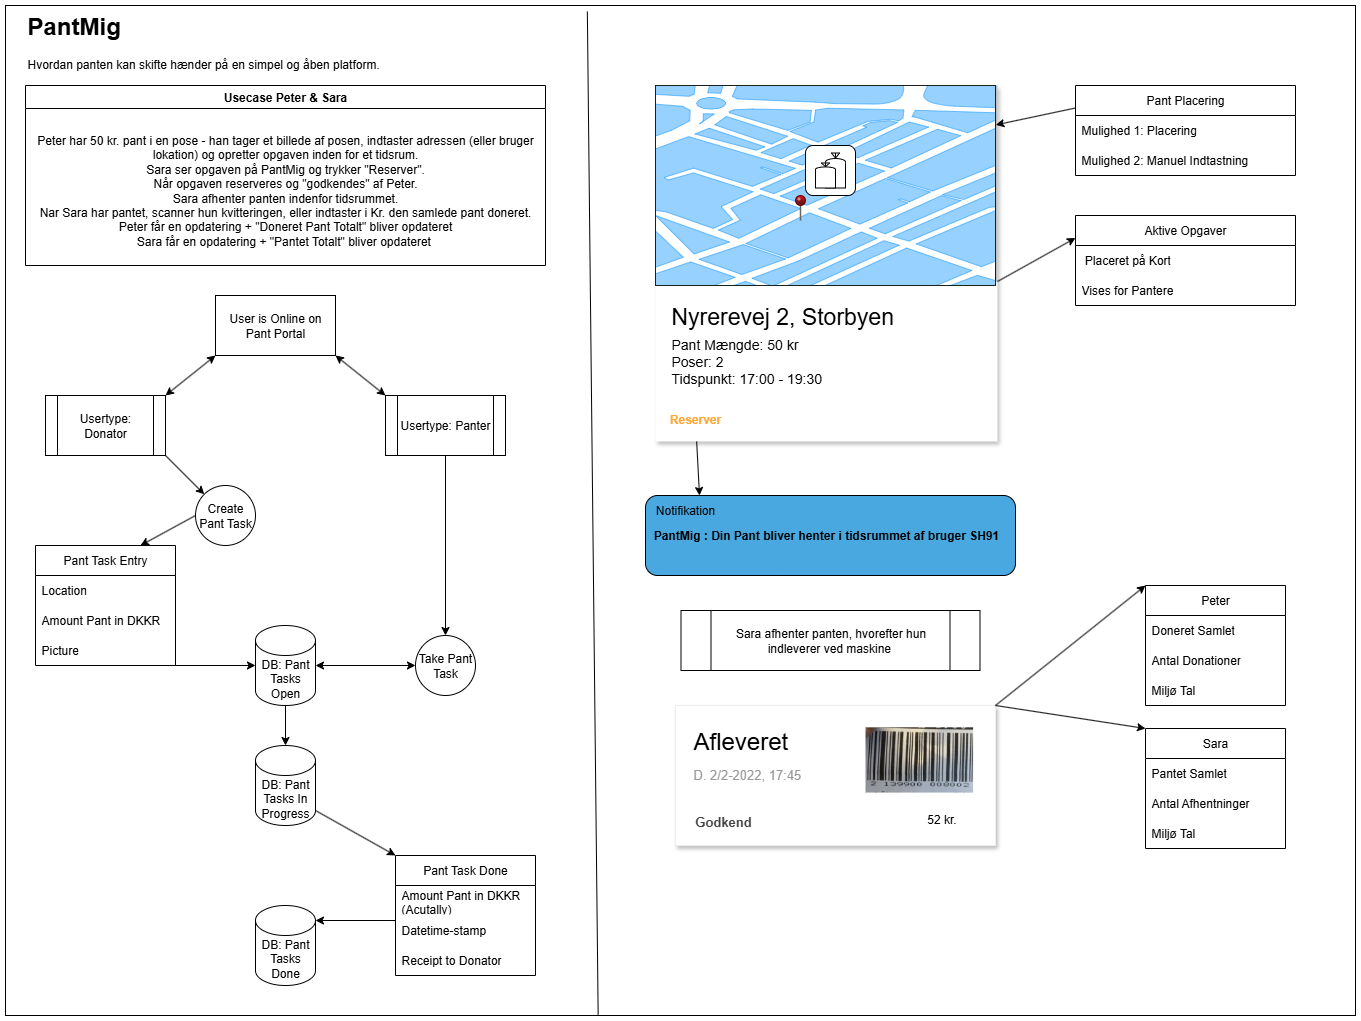 PantMig
Hvordan panten kan skifte hænder på en simpel og åben platform.
Usecase Peter & Sara
Peter har 50 kr. pant i en pose - han tager et billede af posen, indtaster adressen (eller bruger
lokation) og opretter opgaven inden for et tidsrum.
Sara ser opgaven på PantMig og trykker "Reserver".
Når opgaven reserveres og "godkendes" af Peter.
Sara afhenter panten indenfor tidsrummet.
Nar Sara har pantet, scanner hun kvitteringen, eller indtaster i Kr. den samlede pant doneret.
Peter får en opdatering + "Doneret Pant Totalt" bliver opdateret
Sara får en opdatering + "Pantet Totalt" bliver opdateret
User is Online on
Pant Portal
Usertype:
Donator
Usertype: Panter
Create
Pant Task
Pant Task Entry
Location
Amount Pant in DKKR
Picture
DB: Pant
Tasks
Open
Take Pant
Task
DB: Pant
Tasks In
Progress
Pant Task Done
Amount Pant in DKKR
(Acutally)
Datetime-stamp
Receipt to Donator
DB: Pant
Tasks
Done
Pant Placering
Mulighed 1: Placering
Mulighed 2: Manuel Indtastning
Aktive Opgaver
Placeret på Kort
Vises for Pantere
Nyrerevej 2, Storbyen
Pant Mængde: 50 kr
Poser: 2
Tidspunkt: 17:00 - 19:30
Reserver
Notifikation
PantMig : Din Pant bliver henter i tidsrummet af bruger SH91
Sara afhenter panten, hvorefter hun
indleverer ved maskine
Afleveret
D. 2/2-2022, 17:45
2 139900 008002
Godkend
52 kr.
Peter
Doneret Samlet
Antal Donationer
Miljø Tal
Sara
Pantet Samlet
Antal Afhentninger
Miljø Tal